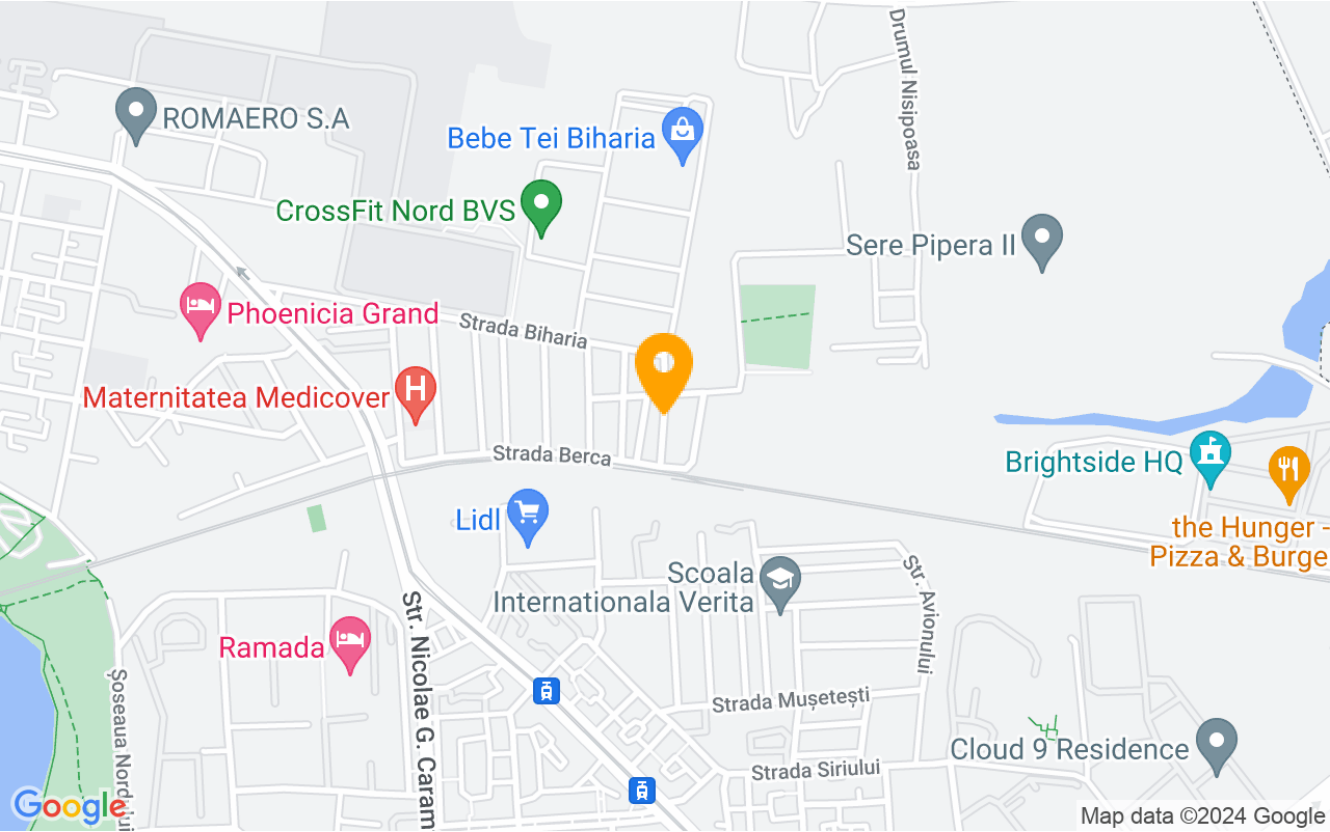 Drumul Nisipoasa
ROMAERO S.A
Bebe Tei Biharia
CrossFit Nord BVS
Sere Pipera II
Phoenicia Grand
Strada Biharia
Maternitatea Medicover
H
Strada Berca
Brightside HQ
Lidl
the Hunger -
Pizza & Burge
Scoala
Internationala Verita
Str. Avionului
Ramada
Str. Nicolae G. Caram
Șoseaua Nordului
Strada Mușetești
Cloud 9 Residence
Strada Siriului
Google
Map data ©2024 Google